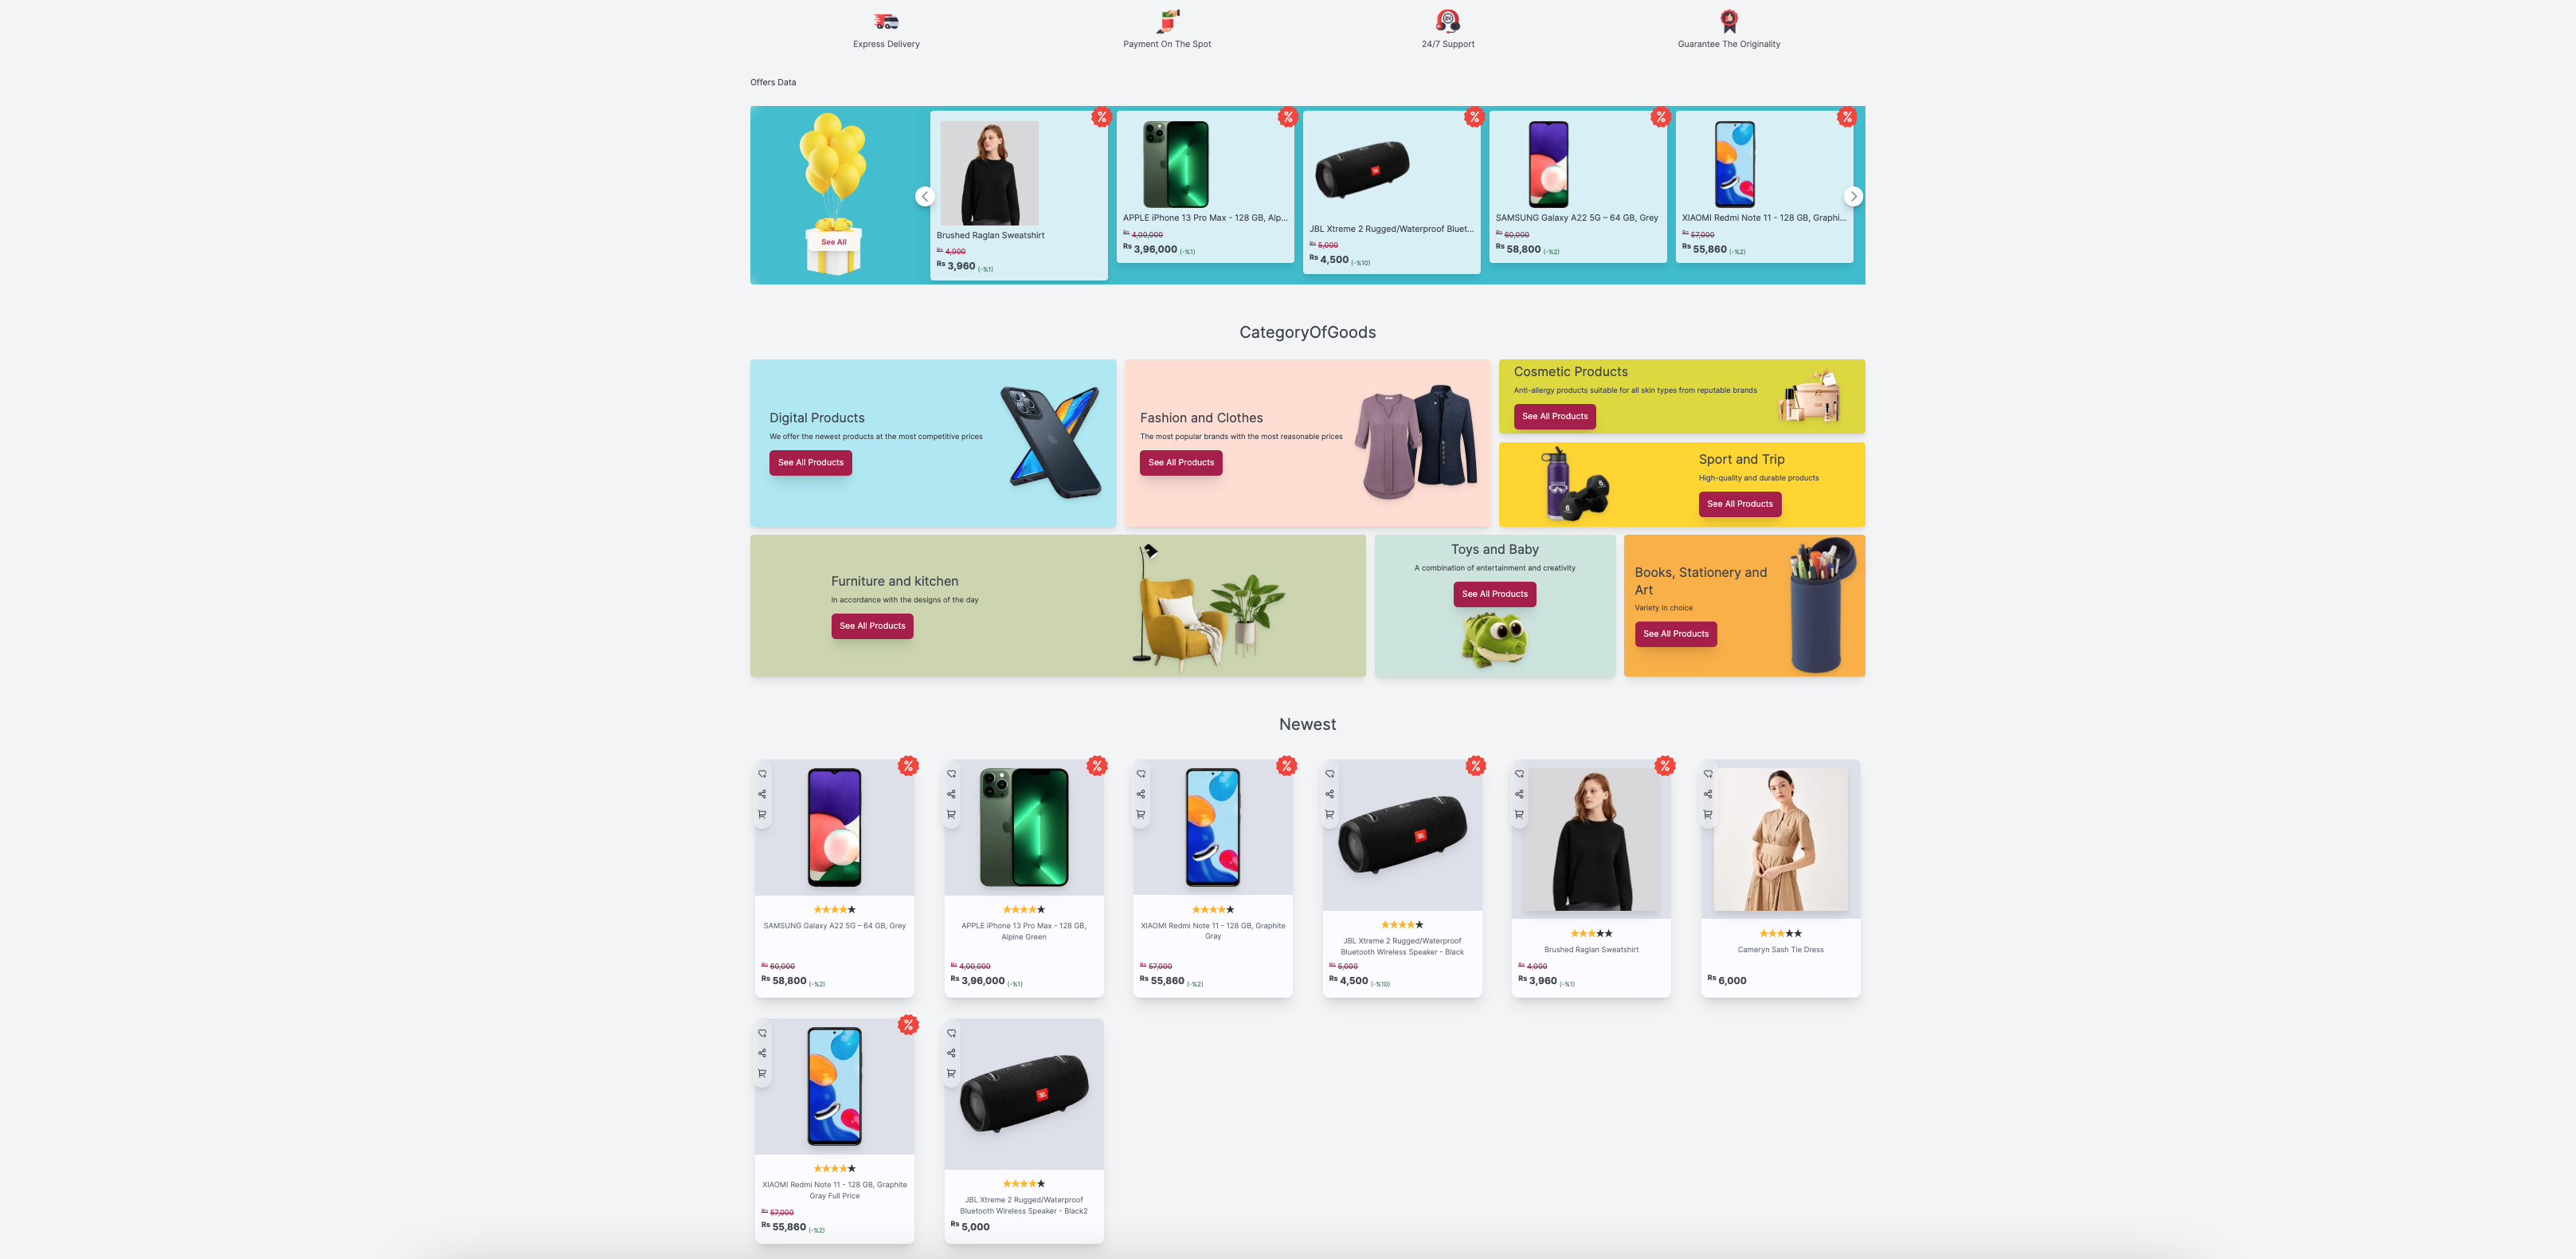 Express Delivery
Payment On The Spot
24/7 Support
Guarantee The Originality
Offers Data
See All
Brushed Raglan Sweatshirt
Rs 4,000
Rs 3,960 (-%1)
APPLE iPhone 13 Pro Max - 128 GB, Alp...
Rs 4,00,000
Rs 3,96,000 (-%1)
JBL Xtreme 2 Rugged/Waterproof Bluet...
Rs 5,000
Rs 4,500 (-%10)
SAMSUNG Galaxy A22 5G – 64 GB, Grey
Rs 60,000
Rs 58,800 (-%2)
XIAOMI Redmi Note 11 - 128 GB, Graphi...
Rs 57,000
Rs 55,860 (-%2)
CategoryOfGoods
Digital Products
We offer the newest products at the most competitive prices
See All Products
Fashion and Clothes
The most popular brands with the most reasonable prices
See All Products
Cosmetic Products
Anti-allergy products suitable for all skin types from reputable brands
See All Products
Sport and Trip
High-quality and durable products
See All Products
Furniture and kitchen
In accordance with the designs of the day
See All Products
Toys and Baby
A combination of entertainment and creativity
See All Products
Books, Stationery and
Art
Variety in choice
See All Products
Newest
SAMSUNG Galaxy A22 5G – 64 GB, Grey
Rs 60,000
Rs 58,800 (-%2)
APPLE iPhone 13 Pro Max - 128 GB,
Alpine Green
Rs 4,00,000
Rs 3,96,000 (-%1)
XIAOMI Redmi Note 11 - 128 GB, Graphite
Gray
Rs 57,000
Rs 55,860 (-%2)
JBL Xtreme 2 Rugged/Waterproof
Bluetooth Wireless Speaker - Black
Rs 5,000
Rs 4,500 (-%10)
Brushed Raglan Sweatshirt
Rs 4,000
Rs 3,960 (-%1)
Cameryn Sash Tie Dress
Rs 6,000
XIAOMI Redmi Note 11 - 128 GB, Graphite
Gray Full Price
Rs 57,000
Rs 55,860 (-%2)
JBL Xtreme 2 Rugged/Waterproof
Bluetooth Wireless Speaker - Black2
Rs 5,000